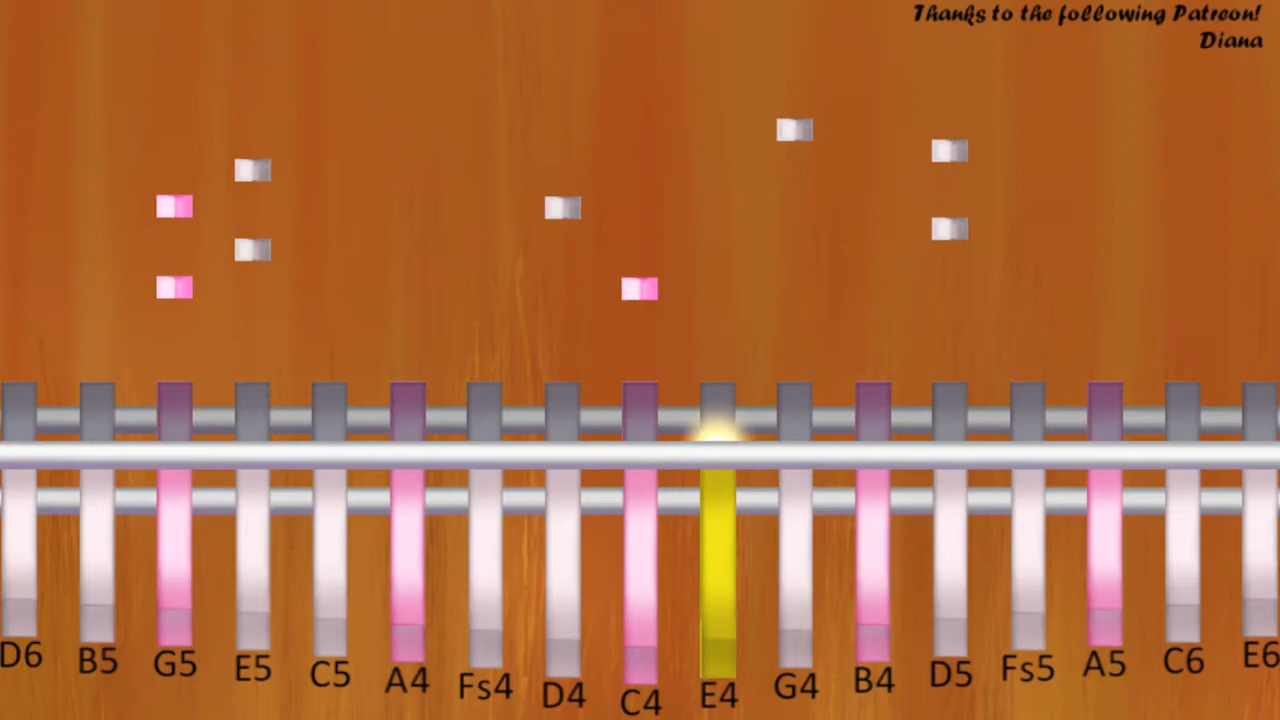 Thanks to the following Patreon!
Diana
D6 B5 G5 E5 C5 A4 Fs4 D4 C4 E4 G4 B4 D5 Fs5 A5 C6 E6